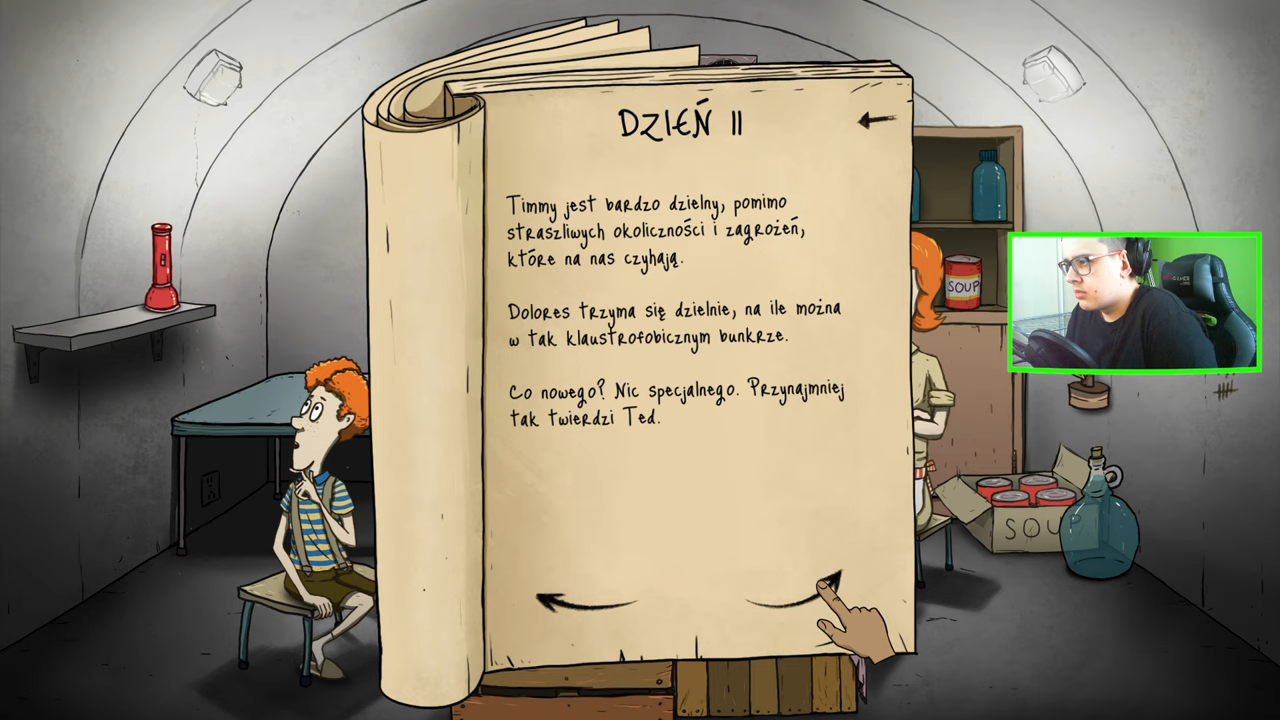 DZIEŃ 11
Timmy jest bardzo dzielny, pomimo
straszliwych okoliczności i zagrożeń,
które na nas czyhają.
Dolores trzyma się dzielnie, na ile można
w tak klaustrofobicznym bunkrze.
Co nowego? Nic specjalnego. Przynajmniej
tak twierdzi Ted.
SOUP
SOUP